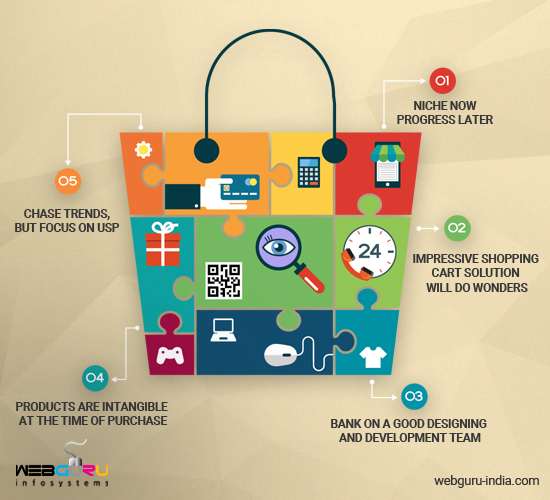 01
NICHE NOW
PROGRESS LATER
02
IMPRESSIVE SHOPPING
CART SOLUTION
WILL DO WONDERS
03
BANK ON A GOOD DESIGNING
AND DEVELOPMENT TEAM
04
PRODUCTS ARE INTANGIBLE
AT THE TIME OF PURCHASE
05
CHASE TRENDS,
BUT FOCUS ON USP
24
WEBGURU
infosystems
webguru-india.com